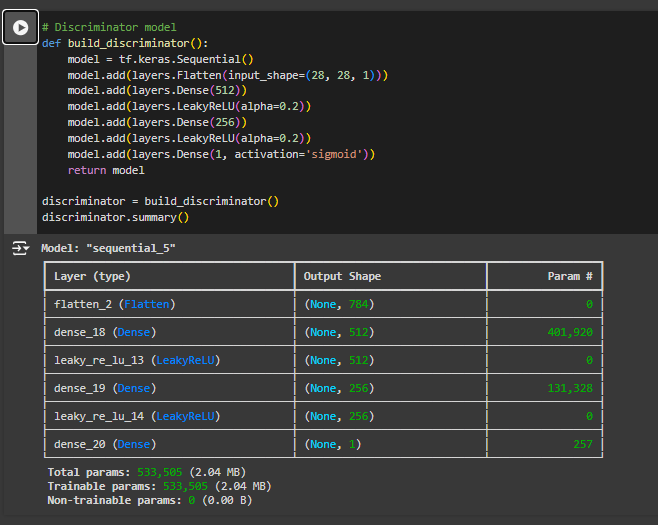 # Discriminator model
def build_discriminator():
    model = tf.keras.Sequential()
    model.add(layers.Flatten(input_shape=(28, 28, 1)))
    model.add(layers.Dense(512))
    model.add(layers.LeakyReLU(alpha=0.2))
    model.add(layers.Dense(256))
    model.add(layers.LeakyReLU(alpha=0.2))
    model.add(layers.Dense(1, activation='sigmoid'))
    return model

discriminator = build_discriminator()
discriminator.summary()
Model: "sequential_5"
Layer (type) Output Shape Param #
flatten_2 (Flatten) (None, 784) 0
dense_18 (Dense) (None, 512) 401,920
leaky_re_lu_13 (LeakyReLU) (None, 512) 0
dense_19 (Dense) (None, 256) 131,328
leaky_re_lu_14 (LeakyReLU) (None, 256) 0
dense_20 (Dense) (None, 1) 257
Total params: 533,505 (2.04 MB)
Trainable params: 533,505 (2.04 MB)
Non-trainable params: 0 (0.00 B)